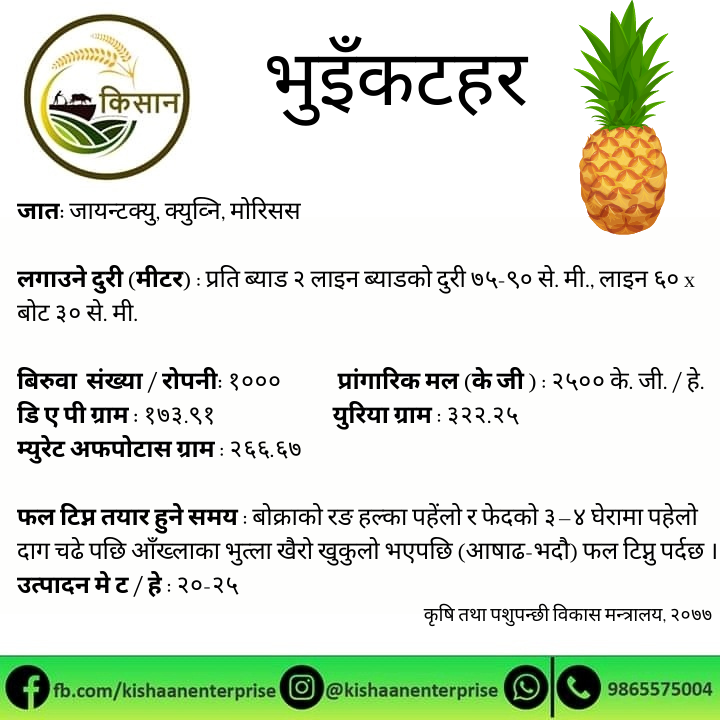 किसान
भुइँकटहर
जातः जायन्टक्यु, क्युव्नि, मोरिसस
लगाउने दुरी (मीटर) : प्रति ब्याड २ लाइन ब्याडको दुरी ७५-९० से. मी., लाइन ६० x
बोट ३० से. मी.
बिरुवा संख्या / रोपनी: १००० प्रांगारिक मल (के जी ) : २५०० के. जी. / हे.
डि ए पी ग्राम : १७३.९१ युरिया ग्राम : ३२२.२५
म्युरेट अफपोटास ग्राम : २६६.६७
फल टिप्न तयार हुने समय : बोक्राको रङ हल्का पहेंलो र फेदको ३–४ घेरामा पहेलो
दाग चढे पछि आँख्लाका भुत्ला खैरो खुकुलो भएपछि (आषाढ-भदौ) फल टिप्नु पर्दछ ।
उत्पादन मे ट / हे : २०-२५
कृषि तथा पशुपन्छी विकास मन्त्रालय, २०७७
fb.com/kishaanenterprise @kishaanenterprise 9865575004